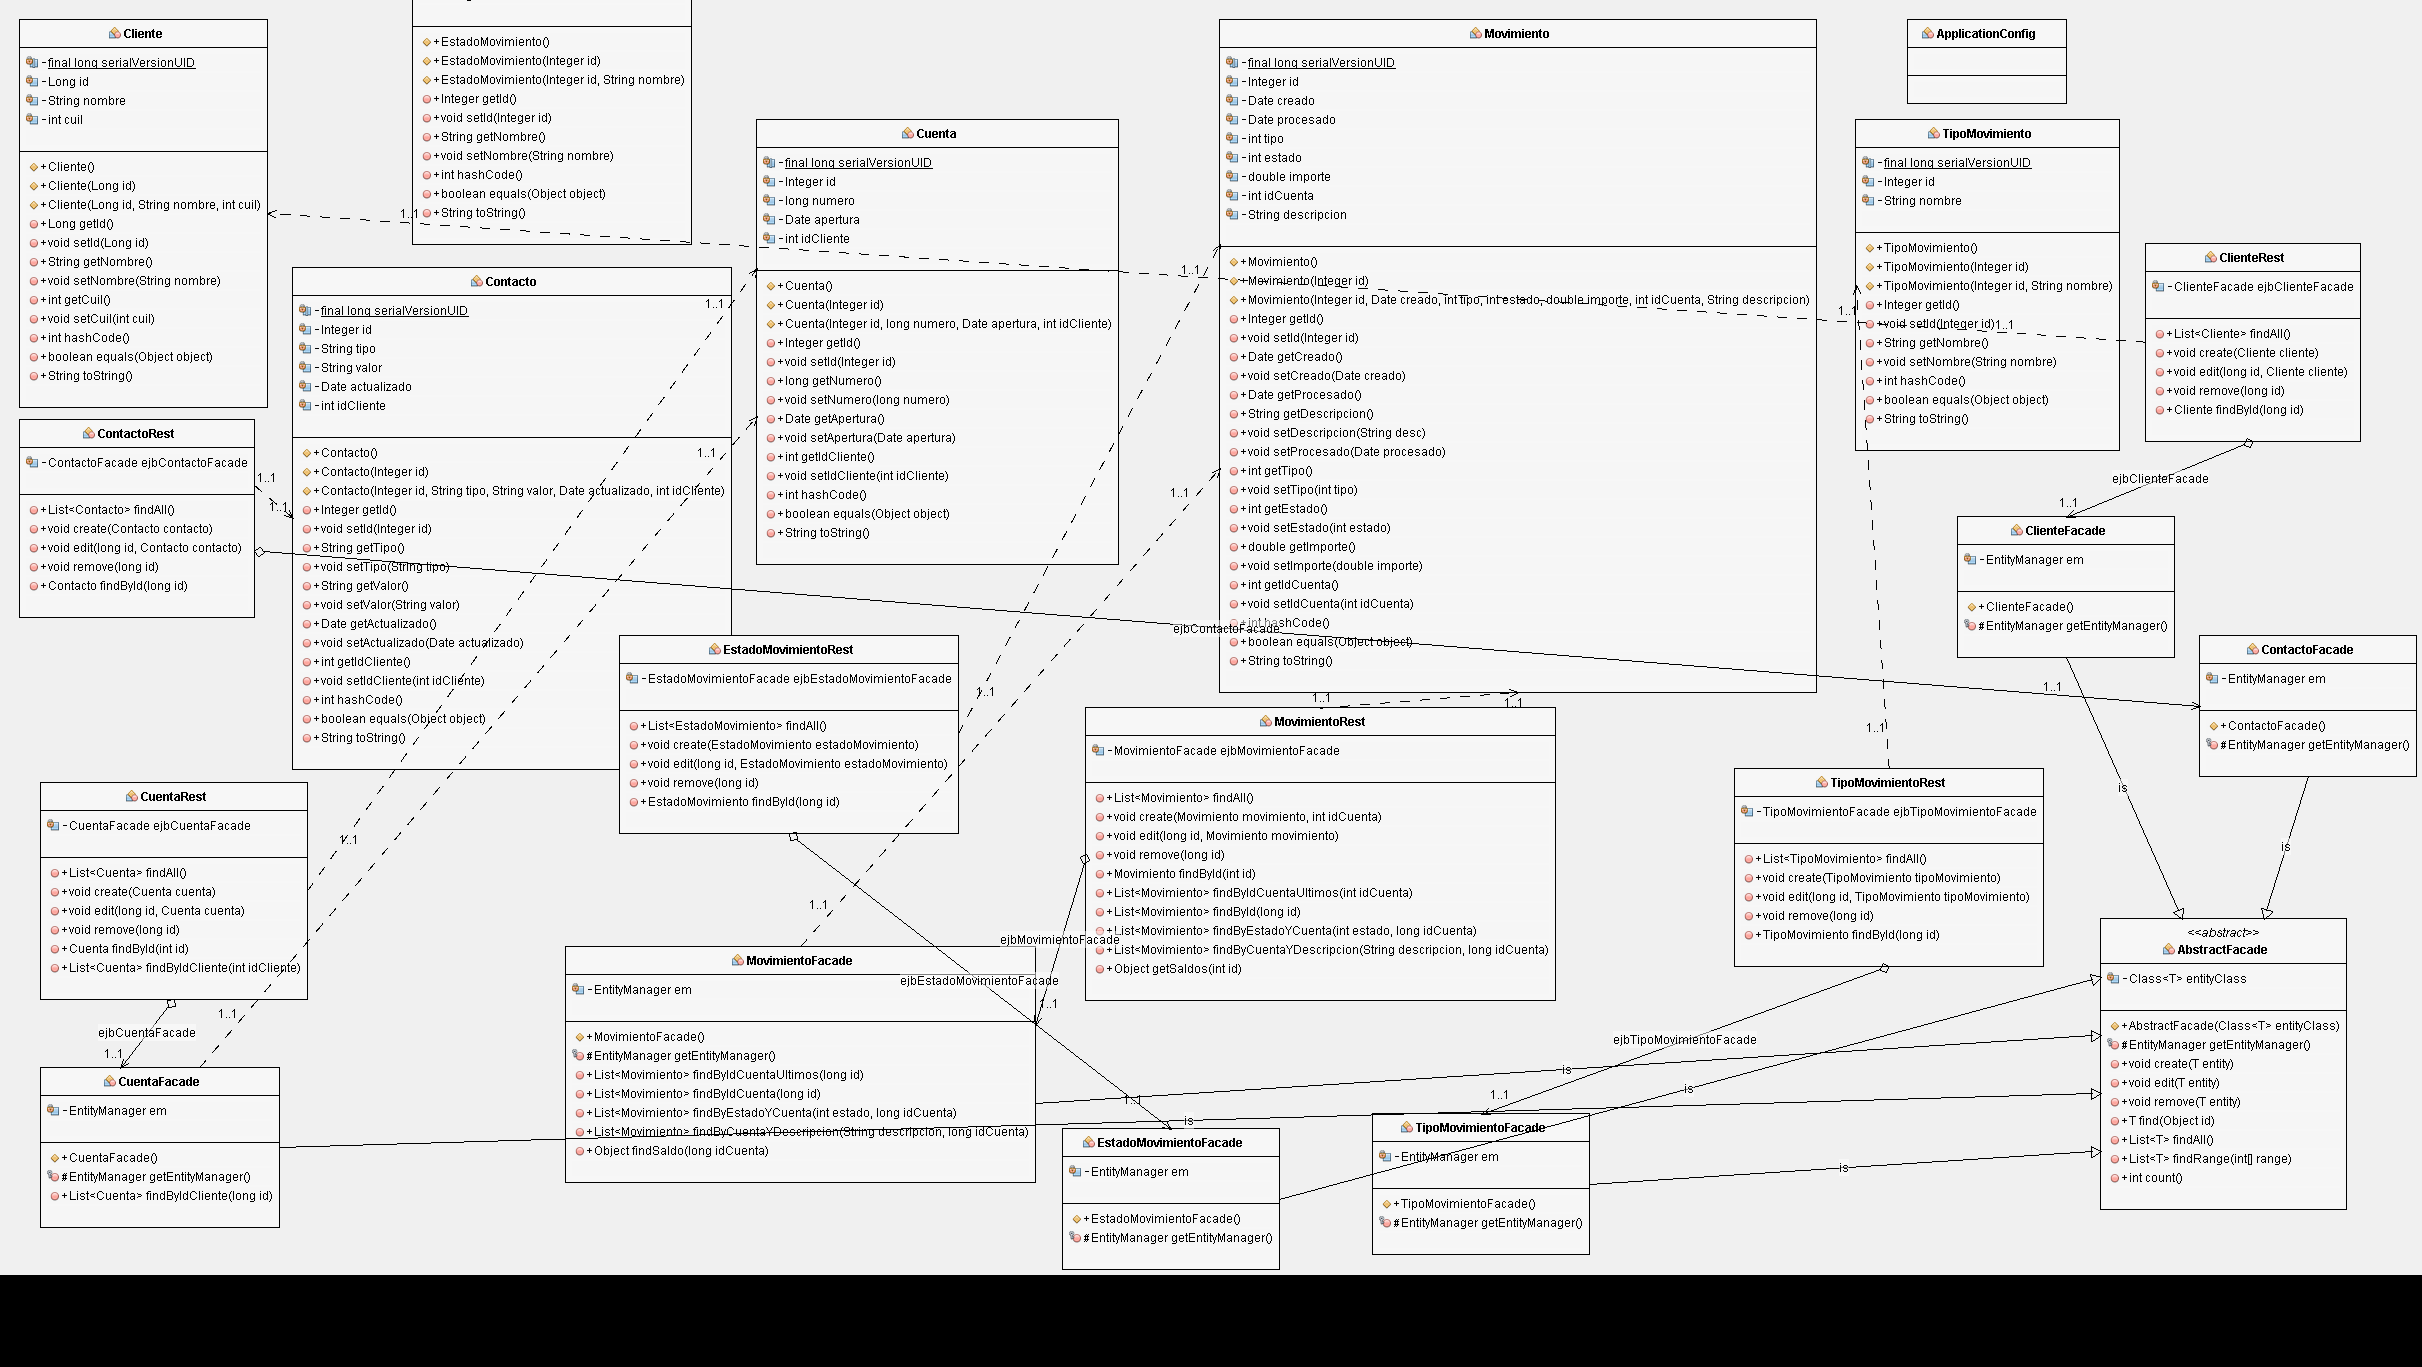 Cliente
-final long serialVersionUID
-Long id
-String nombre
-int cuil
+Cliente()
+Cliente(Long id)
+Cliente(Long id, String nombre, int cuil)
+Long getId()
+void setId(Long id)
+String getNombre()
+void setNombre(String nombre)
+int getCuil()
+void setCuil(int cuil)
+int hashCode()
+boolean equals(Object object)
+String toString()
+EstadoMovimiento()
+EstadoMovimiento(Integer id)
+EstadoMovimiento(Integer id, String nombre)
+Integer getId()
+void setId(Integer id)
+String getNombre()
+void setNombre(String nombre)
+int hashCode()
+boolean equals(Object object)
+String toString()
1..1
Cuenta
-final long serialVersionUID
-Integer id
-long numero
-Date apertura
-int idCliente
+Cuenta()
+Cuenta(Integer id)
+Cuenta(Integer id, long numero, Date apertura, int idCliente)
+Integer getId()
+void setId(Integer id)
+long getNumero()
+void setNumero(long numero)
+Date getApertura()
+void setApertura(Date apertura)
+int getIdCliente()
+void setIdCliente(int idCliente)
+int hashCode()
+boolean equals(Object object)
+String toString()
1..1
1..1
Movimiento
-final long serialVersionUID
-Integer id
-Date creado
-Date procesado
-int tipo
-int estado
-double importe
-int idCuenta
-String descripcion
+Movimiento()
+Movimiento(Integer id)
+Movimiento(Integer id, Date creado, int tipo, int estado, double importe, int idCuenta, String descripcion)
+Integer getId()
+void setId(Integer id)
+Date getCreado()
+void setCreado(Date creado)
+Date getProcesado()
+String getDescripcion()
+void setDescripcion(String desc)
+void setProcesado(Date procesado)
+int getTipo()
+void setTipo(int tipo)
+int getEstado()
+void setEstado(int estado)
+double getImporte()
+void setImporte(double importe)
+int getIdCuenta()
+void setIdCuenta(int idCuenta)
+int hashCode()
+boolean equals(Object object)
+String toString()
1..1
1..1
ApplicationConfig
TipoMovimiento
-final long serialVersionUID
-Integer id
-String nombre
+TipoMovimiento()
+TipoMovimiento(Integer id)
+TipoMovimiento(Integer id, String nombre)
+Integer getId()
+void setId(Integer id)
+String getNombre()
+void setNombre(String nombre)
+int hashCode()
+boolean equals(Object object)
+String toString()
1..1
1..1
ClienteRest
-ClienteFacade ejbClienteFacade
+List<Cliente> findAll()
+void create(Cliente cliente)
+void edit(long id, Cliente cliente)
+void remove(long id)
+Cliente findById(long id)
ejbClienteFacade
1..1
Contacto
-final long serialVersionUID
-Integer id
-String tipo
-String valor
-Date actualizado
-int idCliente
+Contacto()
+Contacto(Integer id)
+Contacto(Integer id, String tipo, String valor, Date actualizado, int idCliente)
+Integer getId()
+void setId(Integer id)
+String getTipo()
+void setTipo(String tipo)
+String getValor()
+void setValor(String valor)
+Date getActualizado()
+void setActualizado(Date actualizado)
+int getIdCliente()
+void setIdCliente(int idCliente)
+int hashCode()
+boolean equals(Object object)
+String toString()
ContactoRest
-ContactoFacade ejbContactoFacade
+List<Contacto> findAll()
+void create(Contacto contacto)
+void edit(long id, Contacto contacto)
+void remove(long id)
+Contacto findById(long id)
1..1
1..1
ejbContactoFacade
1..1
ClienteFacade
-EntityManager em
+ClienteFacade()
#EntityManager getEntityManager()
is
ContactoFacade
-EntityManager em
+ContactoFacade()
#EntityManager getEntityManager()
is
EstadoMovimientoRest
-EstadoMovimientoFacade ejbEstadoMovimientoFacade
+List<EstadoMovimiento> findAll()
+void create(EstadoMovimiento estadoMovimiento)
+void edit(long id, EstadoMovimiento estadoMovimiento)
+void remove(long id)
+EstadoMovimiento findById(long id)
1..1
MovimientoRest
-MovimientoFacade ejbMovimientoFacade
+List<Movimiento> findAll()
+void create(Movimiento movimiento, int idCuenta)
+void edit(long id, Movimiento movimiento)
+void remove(long id)
+Movimiento findById(int id)
+List<Movimiento> findByIdCuentaUltimos(int idCuenta)
+List<Movimiento> findById(long id)
+List<Movimiento> findByEstadoYCuenta(int estado, long idCuenta)
+List<Movimiento> findByCuentaYDescripcion(String descripcion, long idCuenta)
+Object getSaldos(int id)
1..1
1..1
ejbMovimientoFacade
1..1
TipoMovimientoRest
-TipoMovimientoFacade ejbTipoMovimientoFacade
+List<TipoMovimiento> findAll()
+void create(TipoMovimiento tipoMovimiento)
+void edit(long id, TipoMovimiento tipoMovimiento)
+void remove(long id)
+TipoMovimiento findById(long id)
1..1
ejbTipoMovimientoFacade
1..1
CuentaRest
-CuentaFacade ejbCuentaFacade
+List<Cuenta> findAll()
+void create(Cuenta cuenta)
+void edit(long id, Cuenta cuenta)
+void remove(long id)
+Cuenta findById(int id)
+List<Cuenta> findByIdCliente(int idCliente)
1..1
ejbCuentaFacade
1..1
1..1
CuentaFacade
-EntityManager em
+CuentaFacade()
#EntityManager getEntityManager()
+List<Cuenta> findByIdCliente(long id)
is
MovimientoFacade
-EntityManager em
+MovimientoFacade()
#EntityManager getEntityManager()
+List<Movimiento> findByIdCuentaUltimos(long id)
+List<Movimiento> findByIdCuenta(long id)
+List<Movimiento> findByEstadoYCuenta(int estado, long idCuenta)
+List<Movimiento> findByCuentaYDescripcion(String descripcion, long idCuenta)
+Object findSaldo(long idCuenta)
1..1
is
ejbEstadoMovimientoFacade
1..1
EstadoMovimientoFacade
-EntityManager em
+EstadoMovimientoFacade()
#EntityManager getEntityManager()
is
TipoMovimientoFacade
-EntityManager em
+TipoMovimientoFacade()
#EntityManager getEntityManager()
is
<<abstract>>
AbstractFacade
-Class<T> entityClass
+AbstractFacade(Class<T> entityClass)
#EntityManager getEntityManager()
+void create(T entity)
+void edit(T entity)
+void remove(T entity)
+T find(Object id)
+List<T> findAll()
+List<T> findRange(int[] range)
+int count()